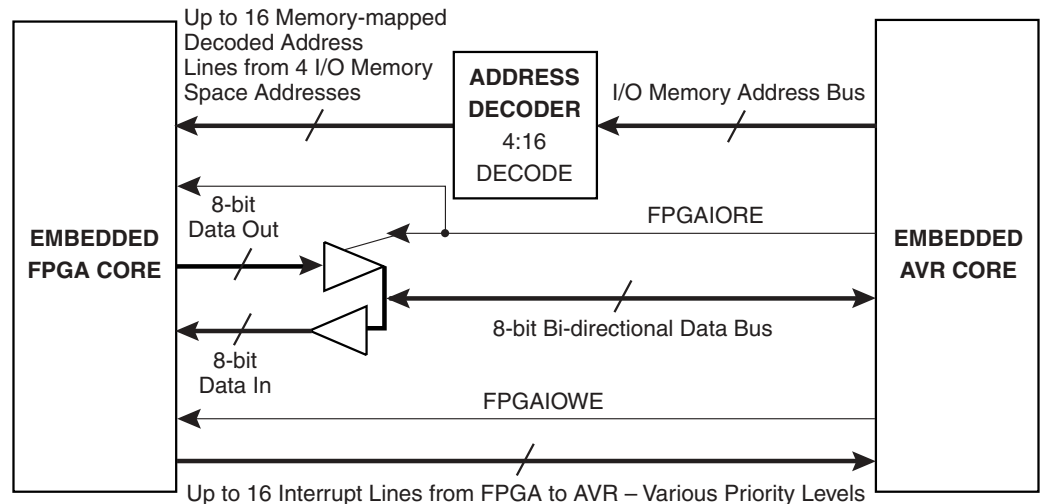 Up to 16 Memory-mapped
Decoded Address
Lines from 4 I/O Memory
Space Addresses
ADDRESS
DECODER
4:16
DECODE
I/O Memory Address Bus
8-bit
Data Out
FPGAIORE
EMBEDDED
FPGA CORE
EMBEDDED
AVR CORE
8-bit Bi-directional Data Bus
8-bit
Data In
FPGAIOWE
Up to 16 Interrupt Lines from FPGA to AVR – Various Priority Levels